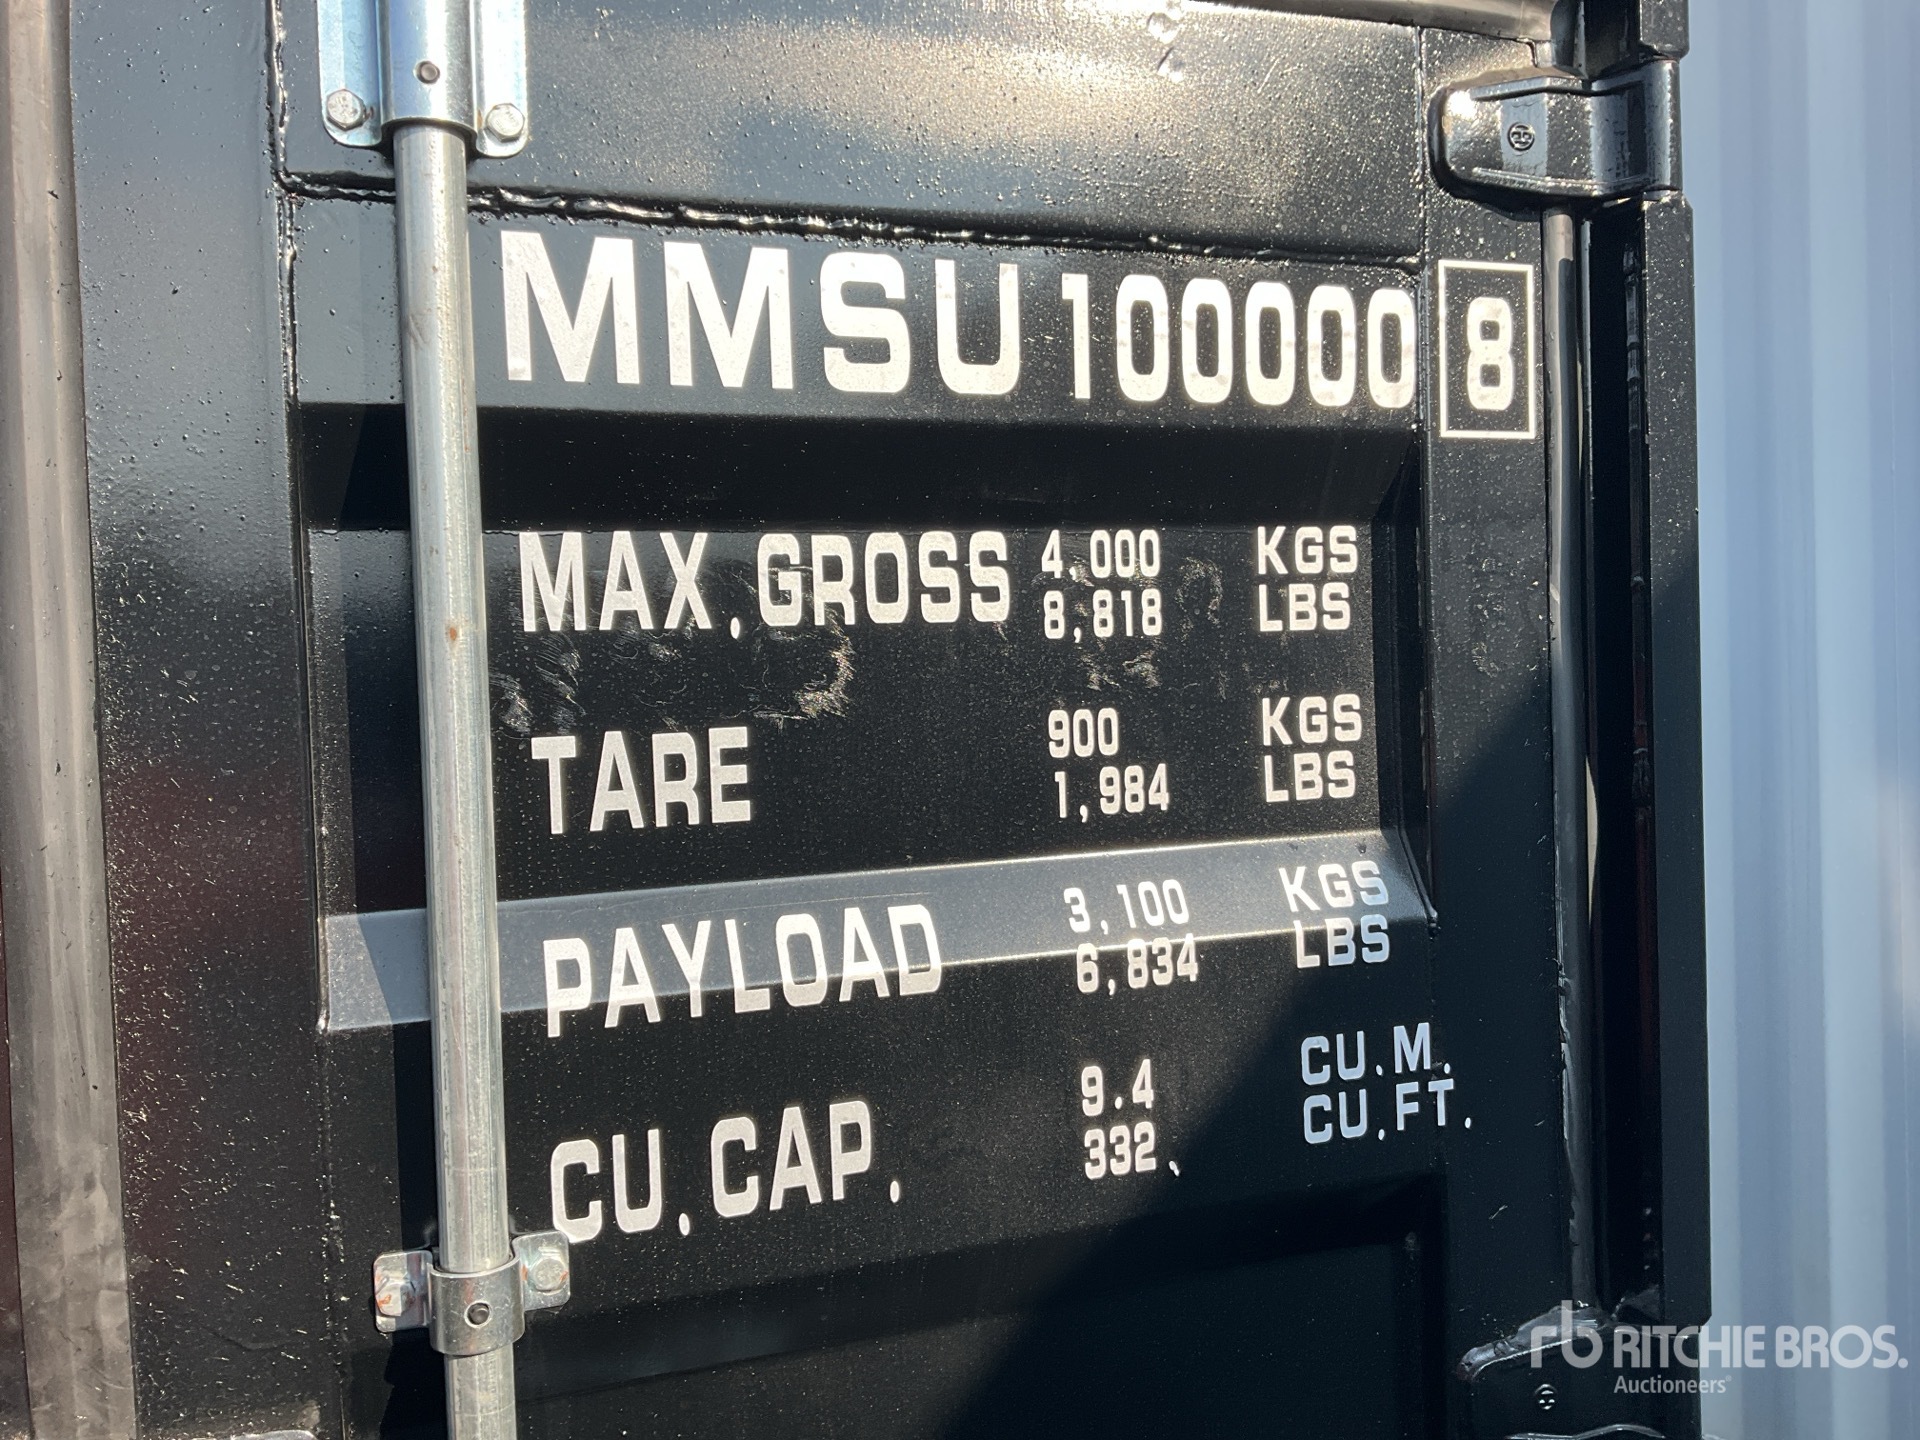 MMSU 100000 8
MAX.GROSS 4,000 KGS
8,818 LBS
TARE 900 KGS
1,984 LBS
PAYLOAD 3,100 KGS
6,834 LBS
CU.CAP. 9.4 CU.M.
332. CU.FT.
rb RITCHIE BROS.
Auctioneers